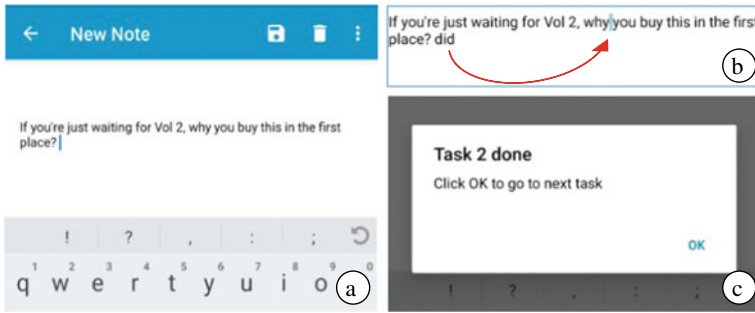 New Note
If you're just waiting for Vol 2, why you buy this in the first
place?
! ? , : ;
1 2 3 4 5 6 7 8 9 0
q w e r t y u i o
a
If you're just waiting for Vol 2, why you buy this in the first
place? did
b
Task 2 done
Click OK to go to next task
OK
! ? , : ;
c